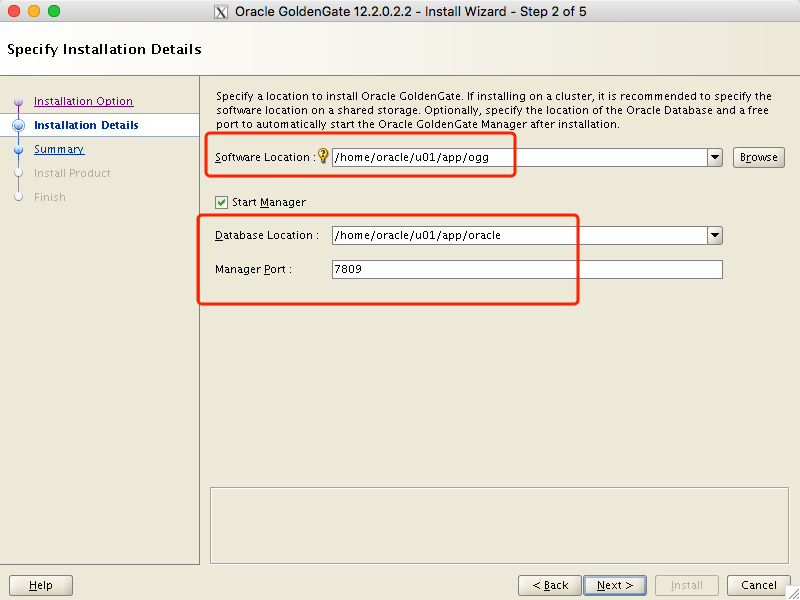 Oracle GoldenGate 12.2.0.2.2 - Install Wizard - Step 2 of 5
Specify Installation Details
Installation Option
Installation Details
Summary
Install Product
Finish
Specify a location to install Oracle GoldenGate. If installing on a cluster, it is recommended to specify the
software location on a shared storage. Optionally, specify the location of the Oracle Database and a free
port to automatically start the Oracle GoldenGate Manager after installation.
Software Location : /home/oracle/u01/app/ogg Browse
Start Manager
Database Location : /home/oracle/u01/app/oracle
Manager Port : 7809
Help < Back Next > Install Cancel